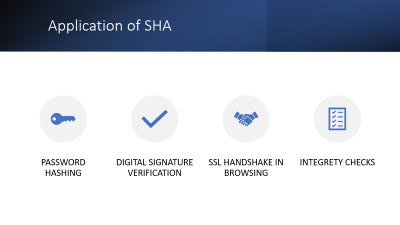 Application of SHA
PASSWORD
HASHING
DIGITAL SIGNATURE
VERIFICATION
SSL HANDSHAKE IN
BROWSING
INTEGRETY CHECKS